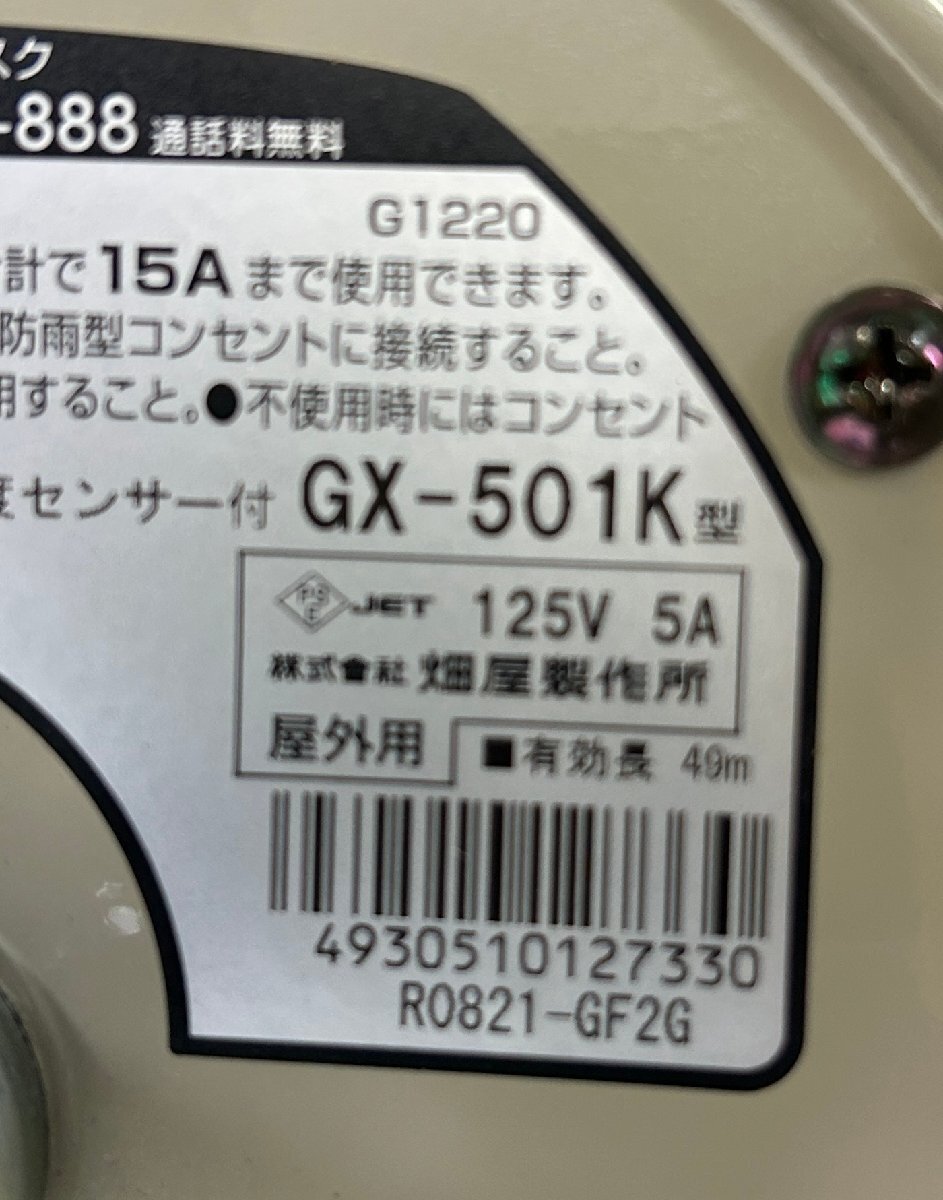 スク
-888 通話料無料
G1220
計で15Aまで使用できます。
防雨型コンセントに接続すること。
用すること。●不使用時にはコンセント
度センサー付 GX-501K型
PSE JET 125V 5A
株式會社 畑屋製作所
屋外用 ■有効長 49m
4930510127330
R0821-GF2G